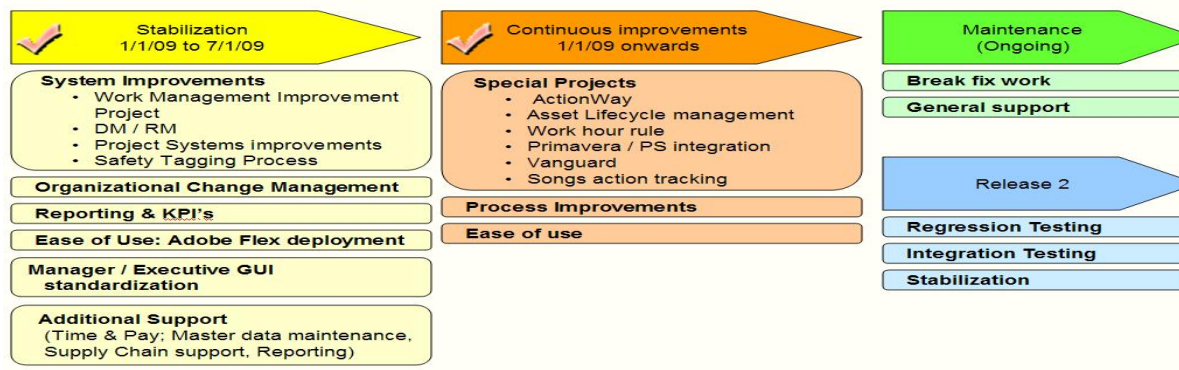 Stabilization
1/1/09 to 7/1/09
System Improvements
• Work Management Improvement
Project
• DM / RM
• Project Systems improvements
• Safety Tagging Process
Organizational Change Management
Reporting & KPI's
Ease of Use: Adobe Flex deployment
Manager / Executive GUI
standardization
Additional Support
(Time & Pay; Master data maintenance,
Supply Chain support, Reporting)
Continuous improvements
1/1/09 onwards
Special Projects
• ActionWay
• Asset Lifecycle management
• Work hour rule
• Primavera / PS integration
• Vanguard
• Songs action tracking
Process Improvements
Ease of use
Maintenance
(Ongoing)
Break fix work
General support
Release 2
Regression Testing
Integration Testing
Stabilization